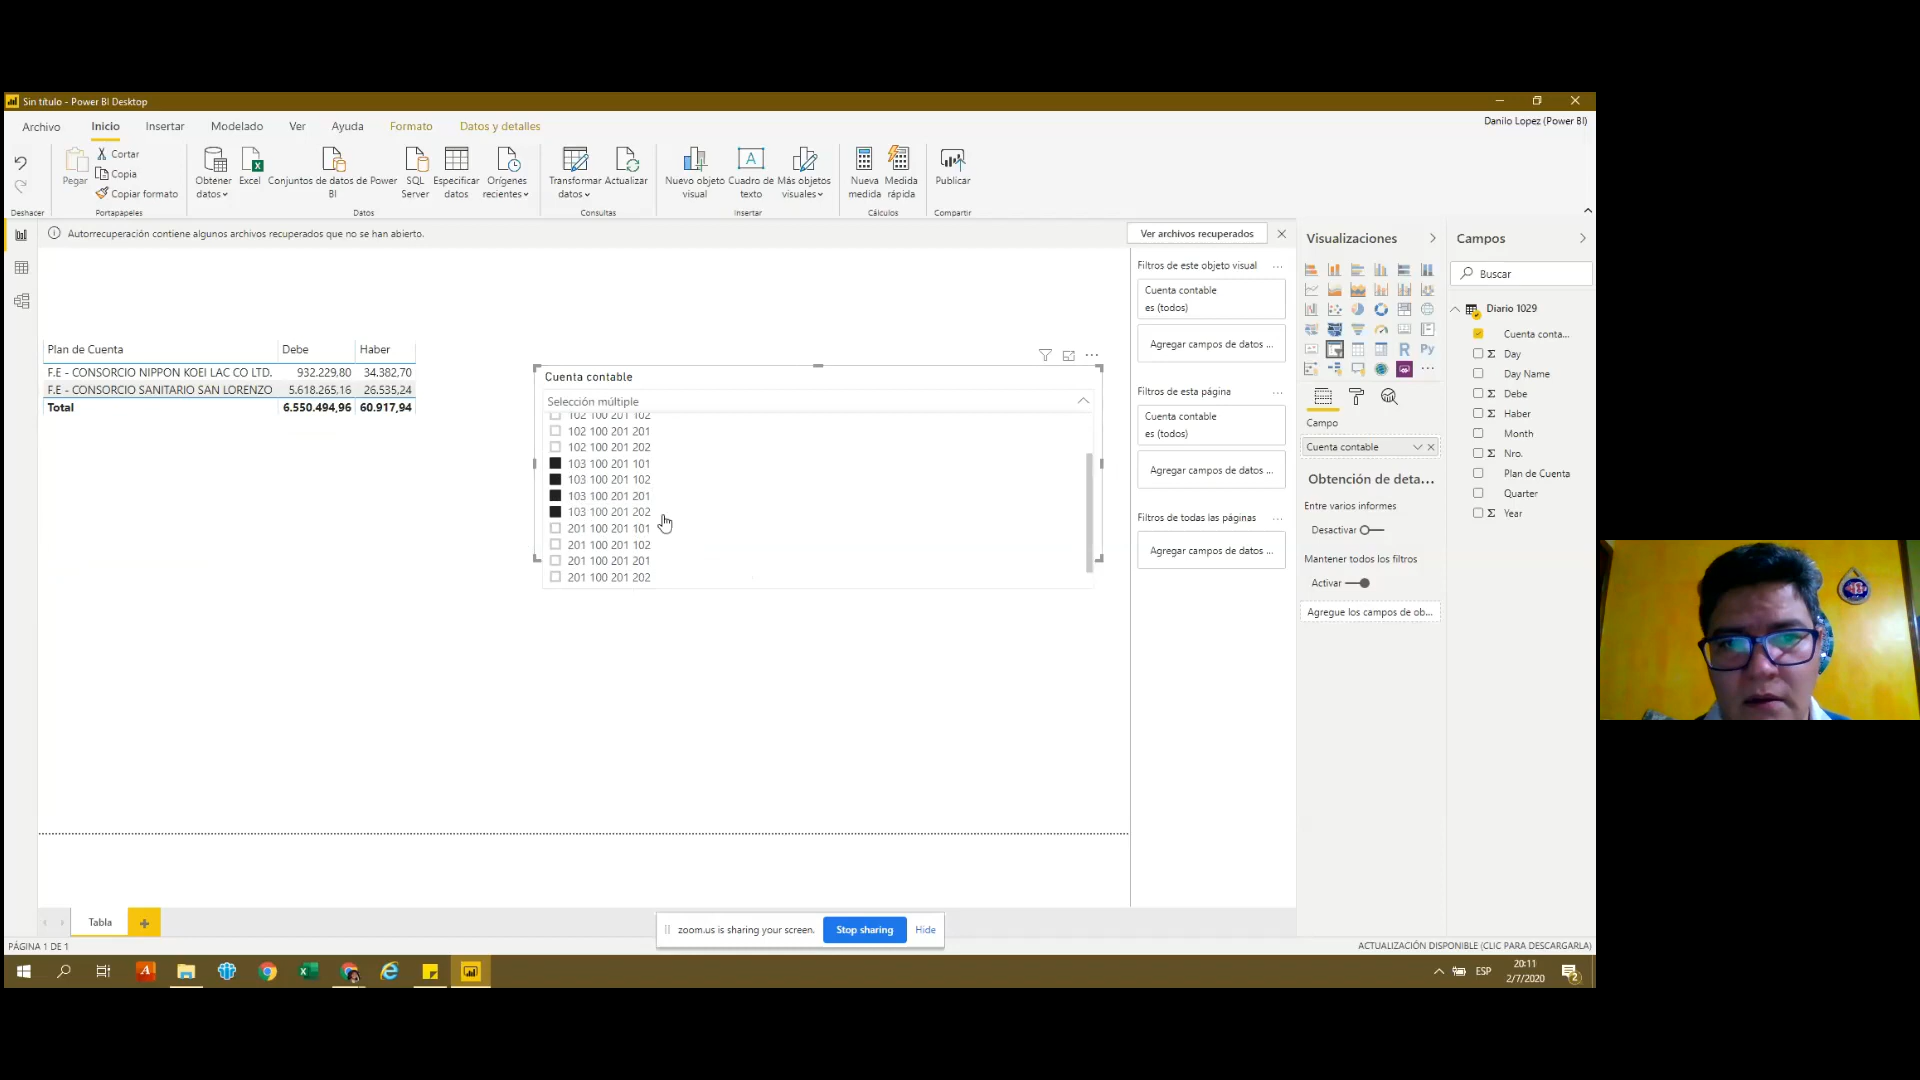 Sin título - Power BI Desktop
Danilo Lopez (Power BI)
Archivo
Inicio
Insertar
Modelado
Ver
Ayuda
Formato
Datos y detalles
Pegar
Cortar
Copia
Copiar formato
Obtener datos
Excel
Conjuntos de datos de Power BI
SQL Server
Especificar datos
Orígenes recientes
Transformar datos
Actualizar
Nuevo objeto visual
Cuadro de texto
Más objetos visuales
Nueva medida
Medida rápida
Publicar
Deshacer
Portapapeles
Datos
Consultas
Insertar
Cálculos
Compartir
Autorrecuperación contiene algunos archivos recuperados que no se han abierto.
Ver archivos recuperados
Plan de Cuenta Debe Haber
F.E - CONSORCIO NIPPON KOEI LAC CO LTD. 932.229,80 34.382,70
F.E - CONSORCIO SANITARIO SAN LORENZO 5.618.265,16 26.535,24
Total 6.550.494,96 60.917,94
Cuenta contable
Selección múltiple
102 100 201 102
102 100 201 201
102 100 201 202
103 100 201 101
103 100 201 102
103 100 201 201
103 100 201 202
201 100 201 101
201 100 201 102
201 100 201 201
201 100 201 202
Filtros de este objeto visual
Cuenta contable
es (todos)
Agregar campos de datos ...
Filtros de esta página
Cuenta contable
es (todos)
Agregar campos de datos ...
Filtros de todas las páginas
Agregar campos de datos ...
Visualizaciones
R
Py
Campo
Cuenta contable
Obtención de deta...
Entre varios informes
Desactivar
Mantener todos los filtros
Activar
Agregue los campos de ob...
Campos
Buscar
Diario 1029
Cuenta conta...
Day
Day Name
Debe
Haber
Month
Nro.
Plan de Cuenta
Quarter
Year
Tabla
zoom.us is sharing your screen.
Stop sharing
Hide
PÁGINA 1 DE 1
ACTUALIZACIÓN DISPONIBLE (CLIC PARA DESCARGARLA)
ESP
20:11
2/7/2020
2